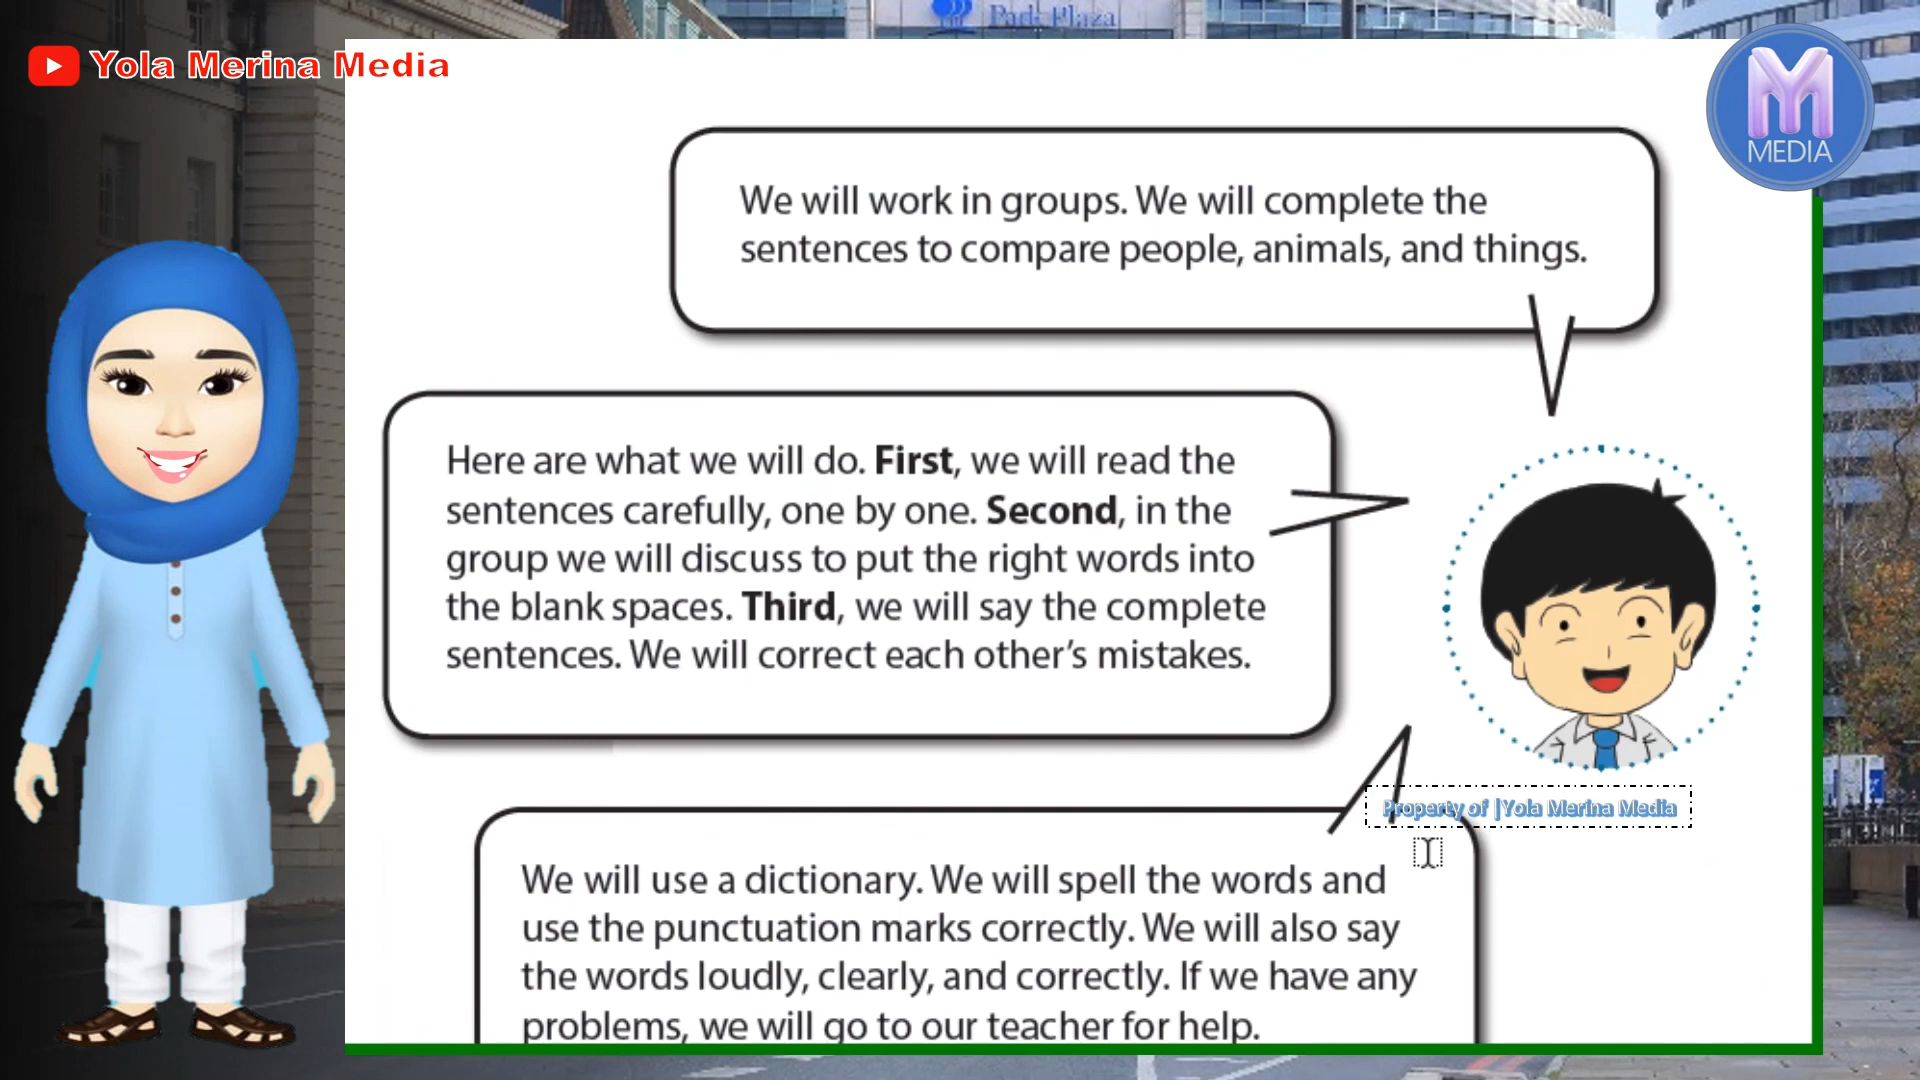 Park Plaza
Yola Merina Media
M
MEDIA
We will work in groups. We will complete the
sentences to compare people, animals, and things.
Here are what we will do. First, we will read the
sentences carefully, one by one. Second, in the
group we will discuss to put the right words into
the blank spaces. Third, we will say the complete
sentences. We will correct each other's mistakes.
Property of |Yola Merina Media
We will use a dictionary. We will spell the words and
use the punctuation marks correctly. We will also say
the words loudly, clearly, and correctly. If we have any
problems, we will go to our teacher for help.